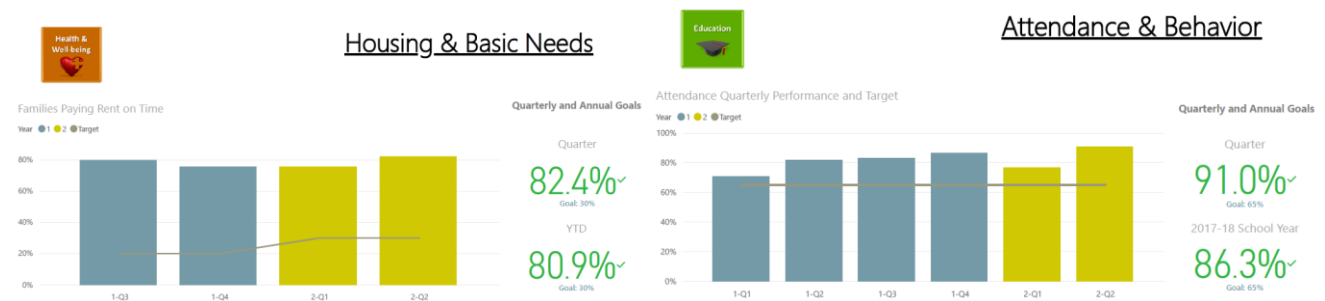 Health &
Well-being
Housing & Basic Needs
Families Paying Rent on Time
Year 1 2 Target
80%
60%
40%
20%
0%
1-Q3 1-Q4 2-Q1 2-Q2
Quarterly and Annual Goals
Quarter
82.4%✓
Goal: 30%
YTD
80.9%✓
Goal: 30%
Education
Attendance & Behavior
Attendance Quarterly Performance and Target
Year 1 2 Target
100%
80%
60%
40%
20%
0%
1-Q1 1-Q2 1-Q3 1-Q4 2-Q1 2-Q2
Quarterly and Annual Goals
Quarter
91.0%✓
Goal: 65%
2017-18 School Year
86.3%✓
Goal: 65%